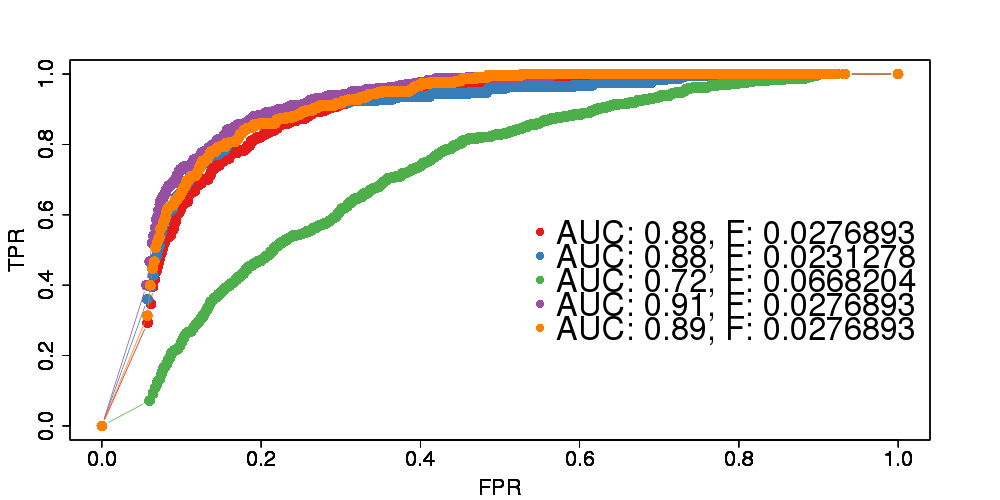 1.0
0.8
0.6
0.4
0.2
0.0
TPR
AUC: 0.88, F: 0.0276893
AUC: 0.88, F: 0.0231278
AUC: 0.72, F: 0.0668204
AUC: 0.91, F: 0.0276893
AUC: 0.89, F: 0.0276893
0.0 0.2 0.4 0.6 0.8 1.0
FPR